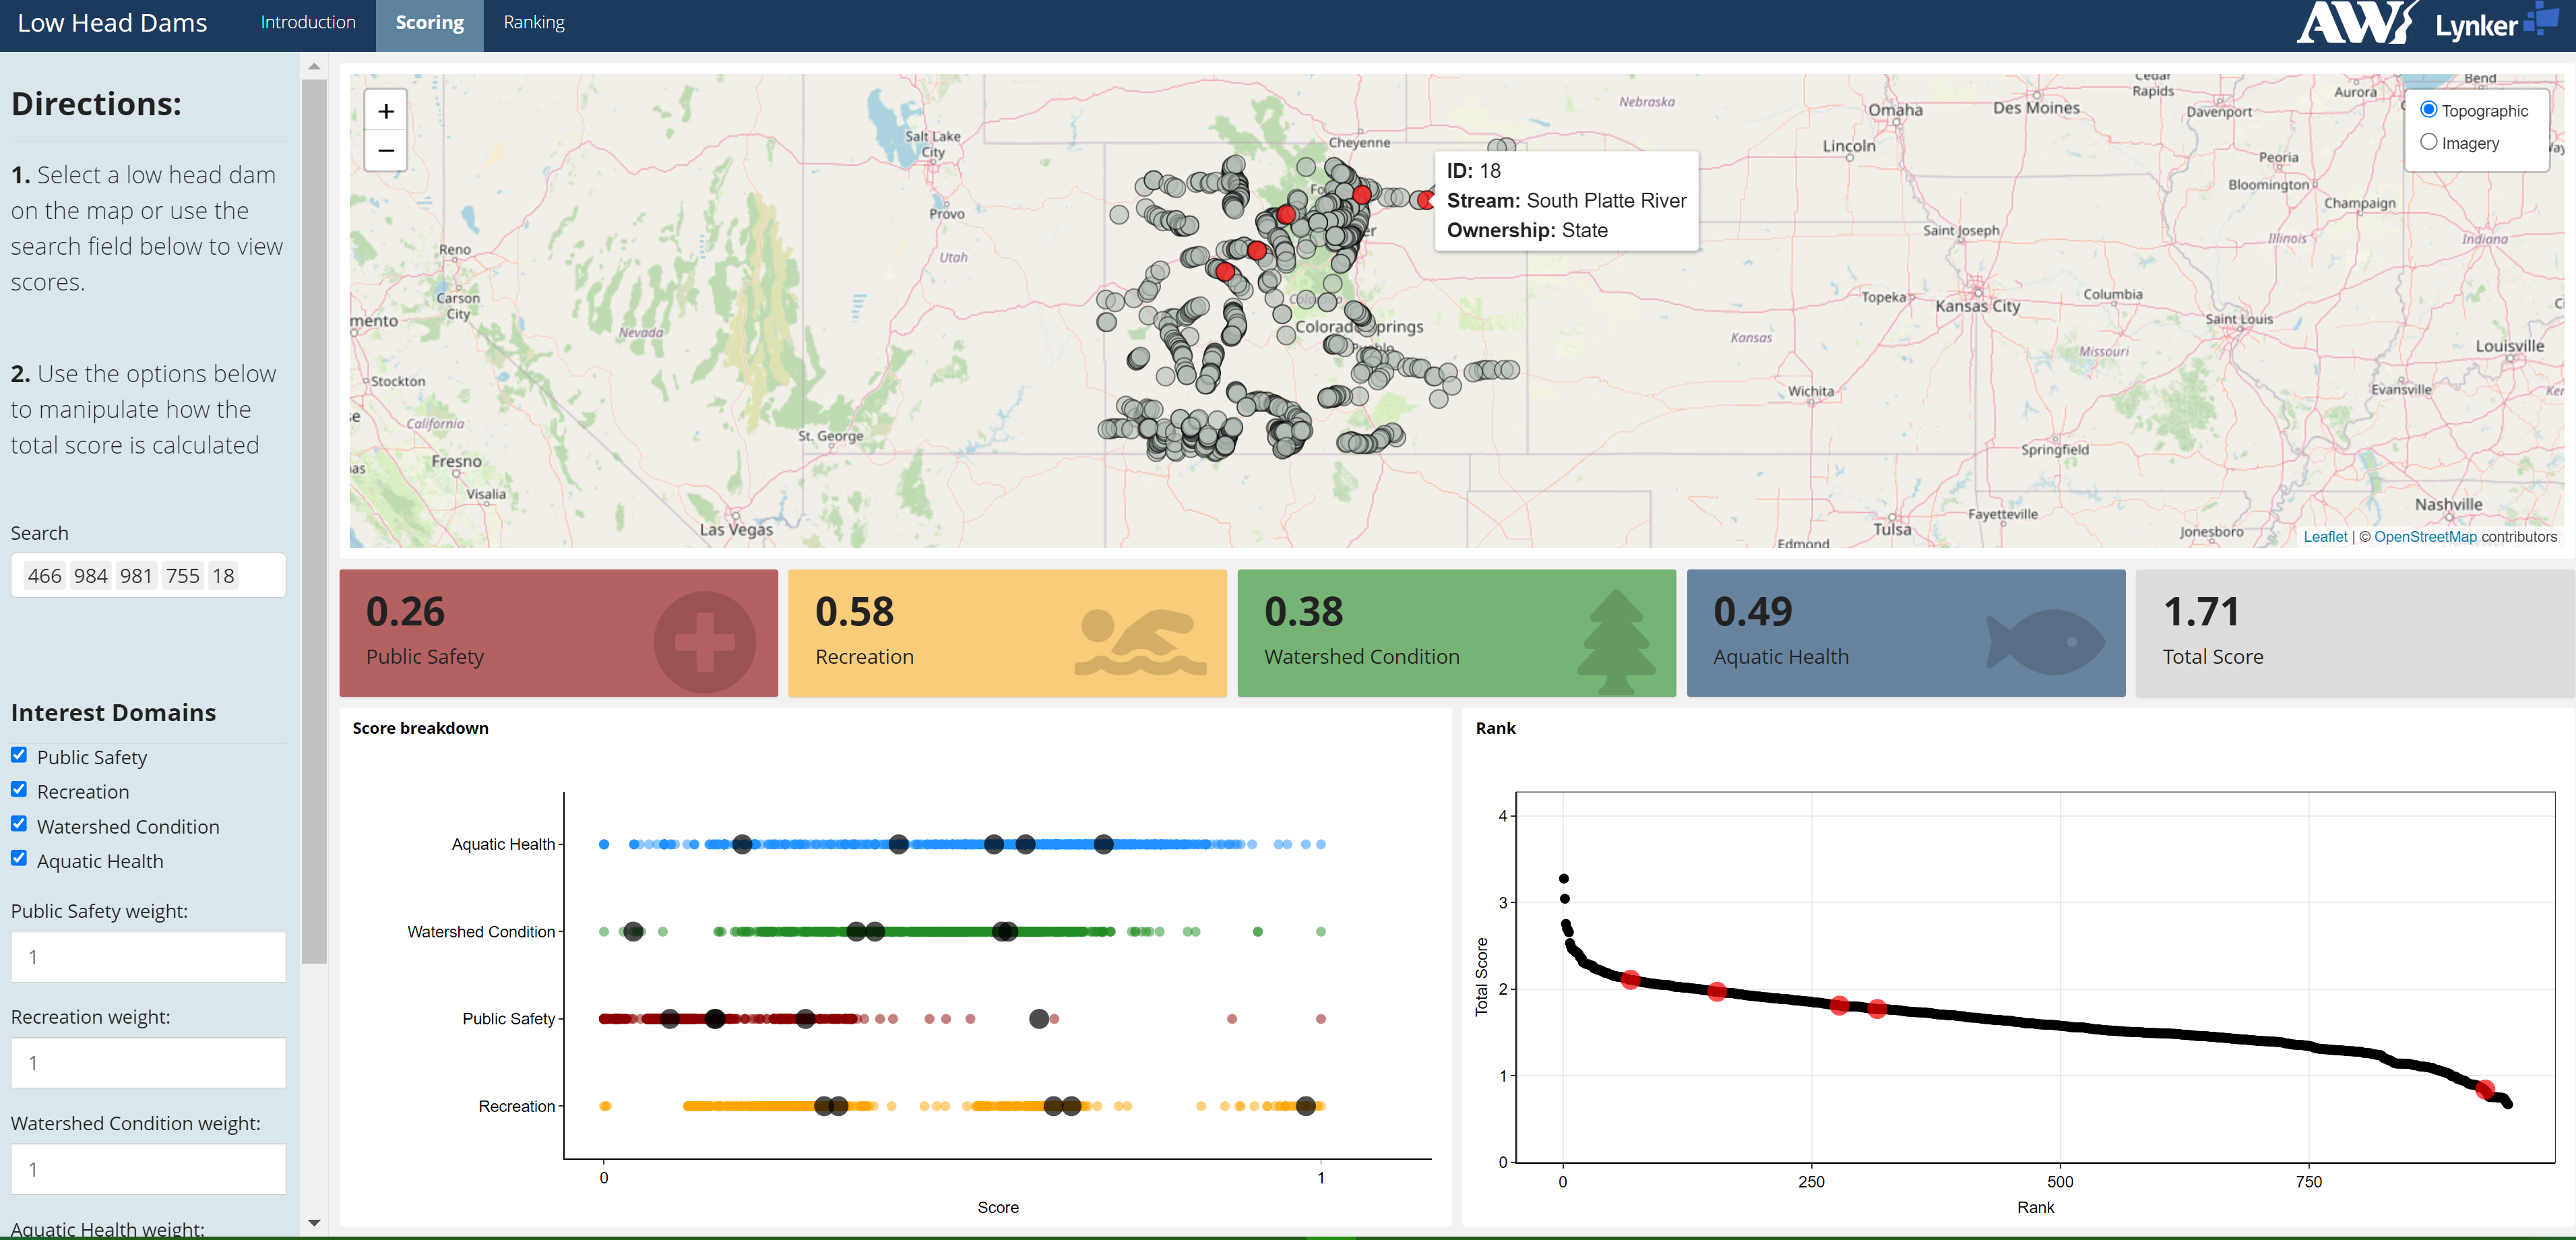 Low Head Dams
Introduction
Scoring
Ranking
AW
Lynker
Directions:
1. Select a low head dam
on the map or use the
search field below to view
scores.
2. Use the options below
to manipulate how the
total score is calculated
Search
466 984 981 755 18
Interest Domains
Public Safety
Recreation
Watershed Condition
Aquatic Health
Public Safety weight:
1
Recreation weight:
1
Watershed Condition weight:
1
Aquatic Health weight:
+
−
Salt Lake
City
Provo
Reno
Carson
City
Utah
Nevada
mento
Stockton
California
Fresno
Visalia
St. George
Las Vegas
Cheyenne
Nebraska
Omaha
Des Moines
Cedar
Rapids
Davenport
Aurora
Bend
Lincoln
Peoria
Bloomington
Champaign
Saint Joseph
Illinois
Indiana
Topeka
Kansas City
Columbia
Saint Louis
Colorado
Colorado Springs
Pueblo
Kansas
Missouri
Louisville
Wichita
Evansville
Springfield
Nashville
Tulsa
Fayetteville
Jonesboro
Edmond
ID: 18
Stream: South Platte River
Ownership: State
Topographic
Imagery
Leaflet | © OpenStreetMap contributors
0.26
Public Safety
0.58
Recreation
0.38
Watershed Condition
0.49
Aquatic Health
1.71
Total Score
Score breakdown
Aquatic Health
Watershed Condition
Public Safety
Recreation
0
1
Score
Rank
Total Score
4
3
2
1
0
0
250
500
750
Rank